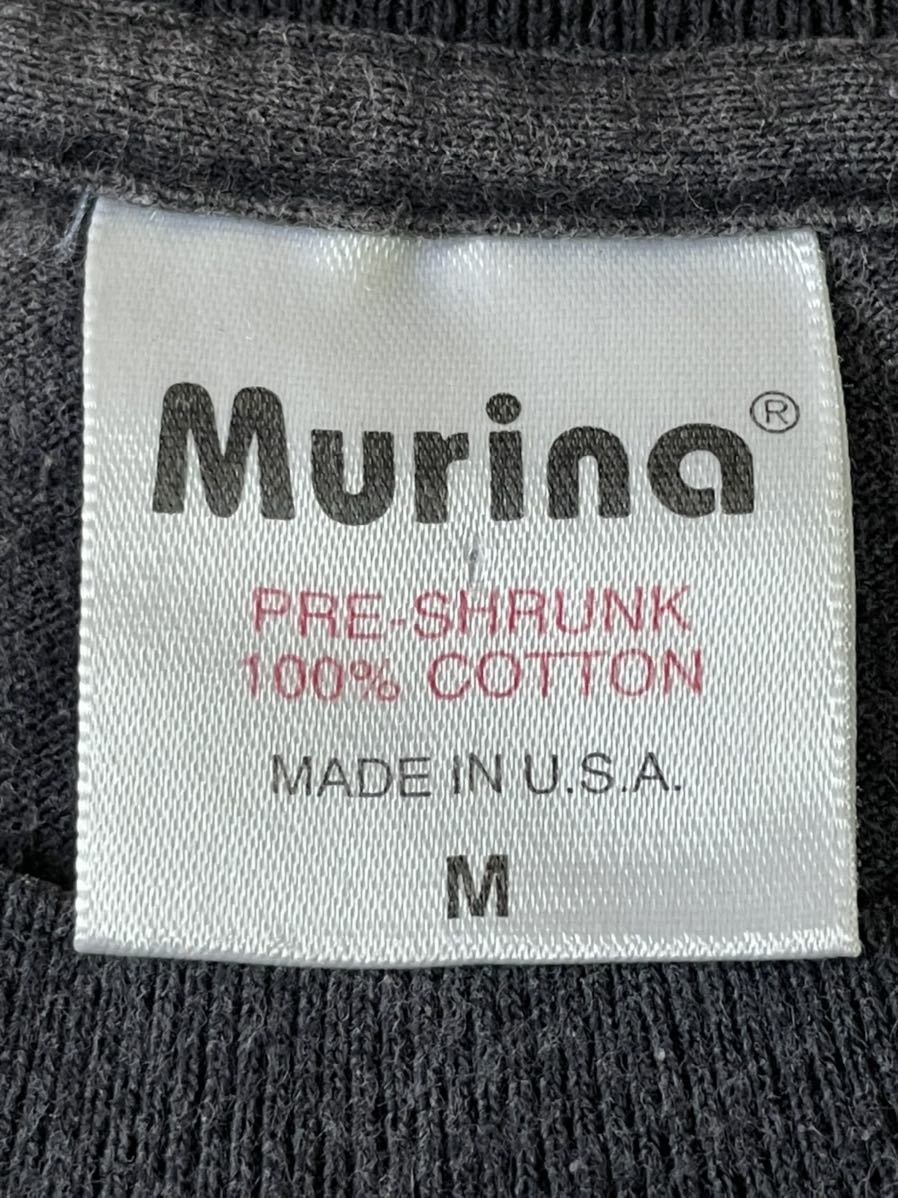 Murina®
PRE-SHRUNK
100% COTTON
MADE IN U.S.A.
M